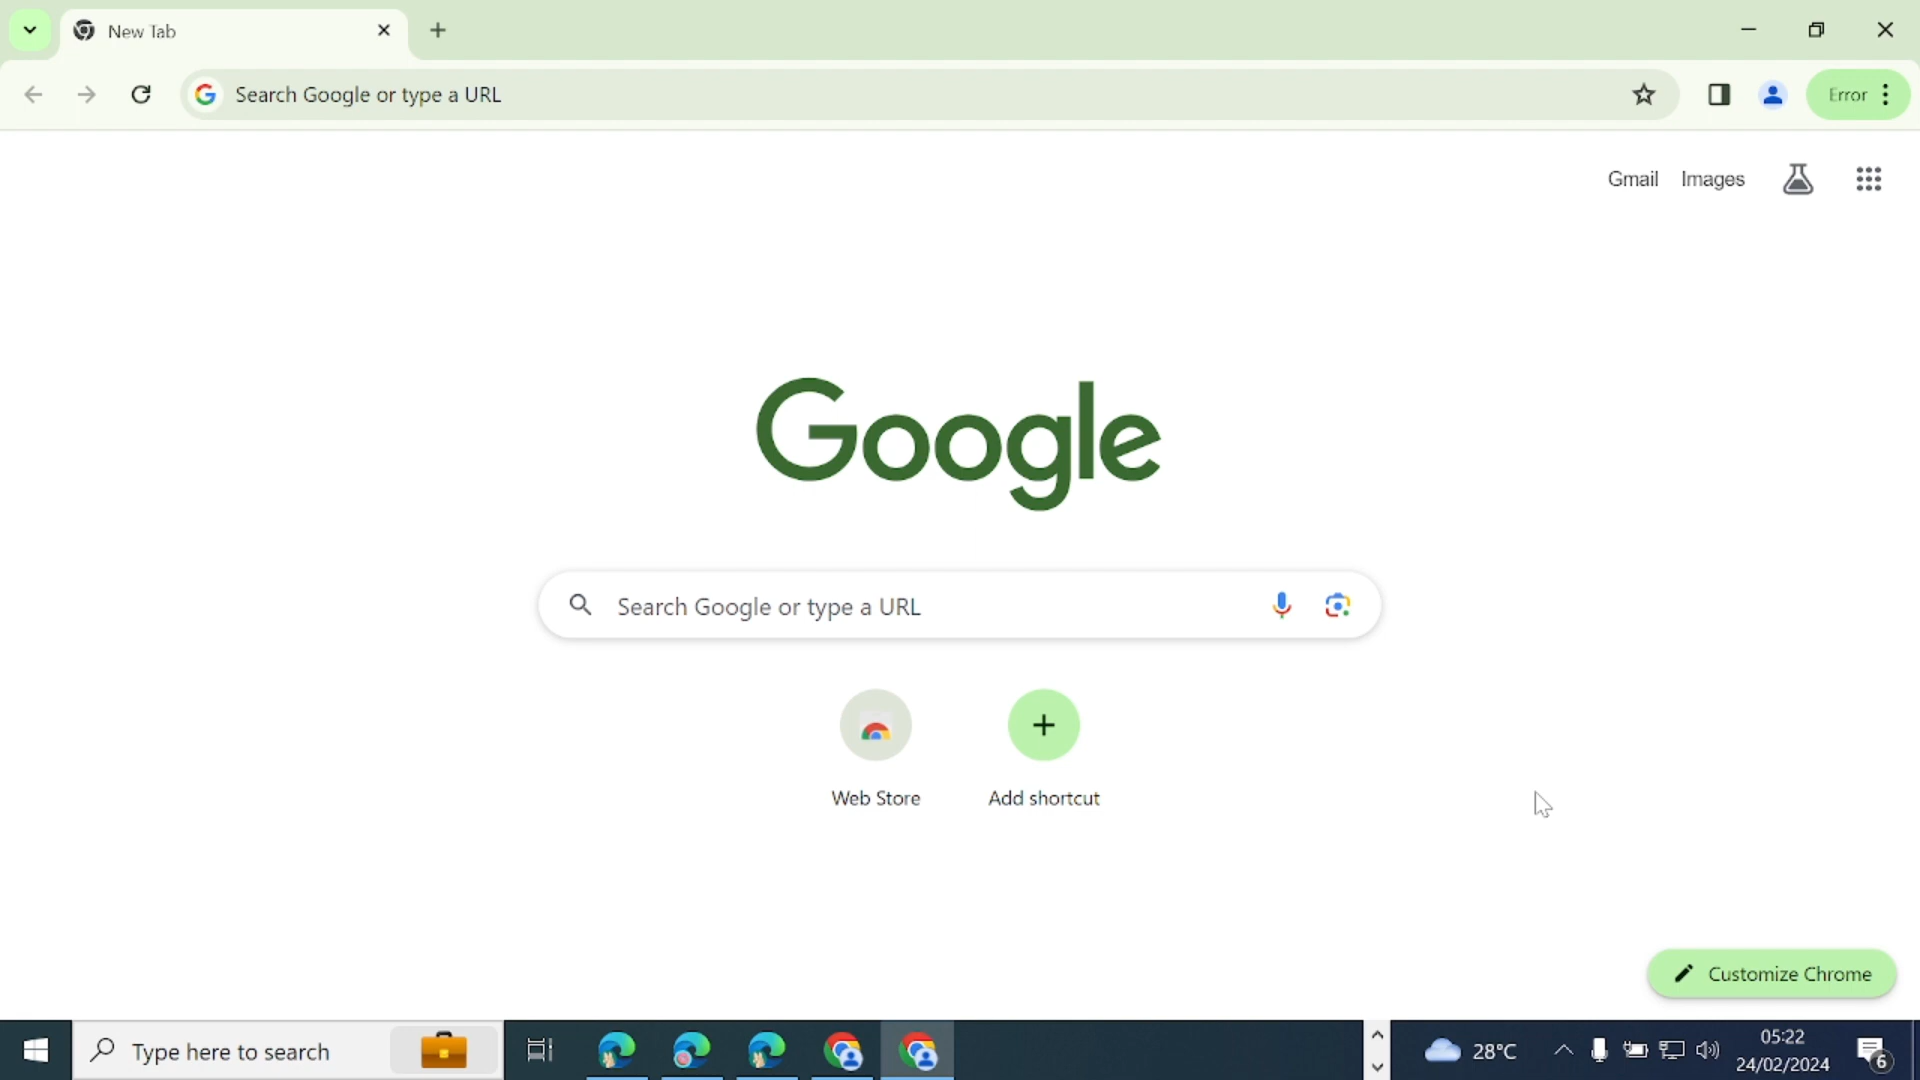 New Tab
Search Google or type a URL
Error
Gmail Images
Google
Search Google or type a URL
Web Store Add shortcut
Customize Chrome
Type here to search
28°C
05:22
24/02/2024
6